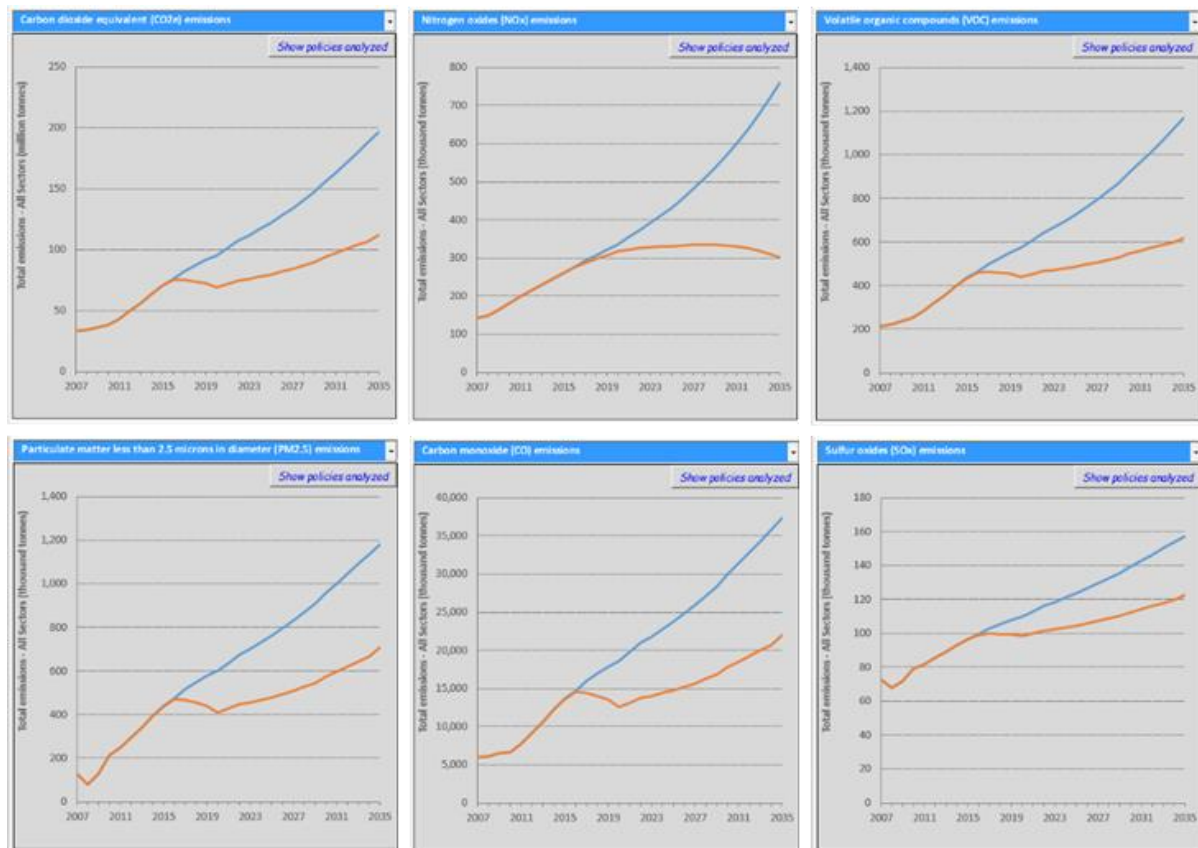 Carbon dioxide equivalent (CO2e) emissions
Show policies analyzed
Total emissions - All Sectors (million tonnes)
250
200
150
100
50
0
2007 2011 2015 2019 2023 2027 2031 2035
Nitrogen oxides (NOx) emissions
Show policies analyzed
Total emissions - All Sectors (thousand tonnes)
800
700
600
500
400
300
200
100
0
2007 2011 2015 2019 2023 2027 2031 2035
Volatile organic compounds (VOC) emissions
Show policies analyzed
Total emissions - All Sectors (thousand tonnes)
1,400
1,200
1,000
800
600
400
200
0
2007 2011 2015 2019 2023 2027 2031 2035
Particulate matter less than 2.5 microns in diameter (PM2.5) emissions
Show policies analyzed
Total emissions - All Sectors (thousand tonnes)
1,400
1,200
1,000
800
600
400
200
0
2007 2011 2015 2019 2023 2027 2031 2035
Carbon monoxide (CO) emissions
Show policies analyzed
Total emissions - All Sectors (thousand tonnes)
40,000
35,000
30,000
25,000
20,000
15,000
10,000
5,000
0
2007 2011 2015 2019 2023 2027 2031 2035
Sulfur oxides (SOx) emissions
Show policies analyzed
Total emissions - All Sectors (thousand tonnes)
180
160
140
120
100
80
60
40
20
0
2007 2011 2015 2019 2023 2027 2031 2035